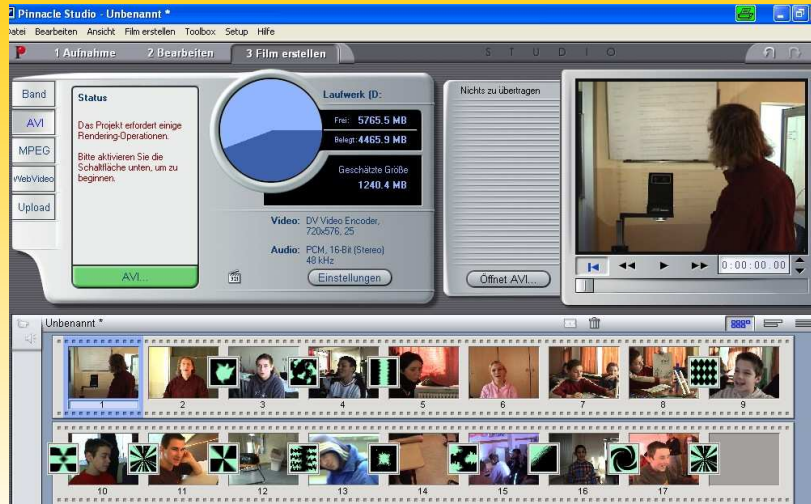 Pinnacle Studio - Unbenannt *
Datei Bearbeiten Ansicht Film erstellen Toolbox Setup Hilfe
1 Aufnahme 2 Bearbeiten 3 Film erstellen STUDIO
Band
AVI
MPEG
WebVideo
Upload
Status
Das Projekt erfordert einige
Rendering-Operationen.
Bitte aktivieren Sie die
Schaltfläche unten, um zu
beginnen.
AVI...
Laufwerk (D:
Frei: 5765.5 MB
Belegt: 4465.9 MB
Geschätzte Größe
1240.4 MB
Video: DV Video Encoder,
720x576, 25
Audio: PCM, 16-Bit (Stereo)
48 kHz
Einstellungen
Nichts zu übertragen
Öffnet AVI...
0:00:00.00
Unbenannt *
1 2 3 4 5 6 7 8 9
10 11 12 13 14 15 16 17